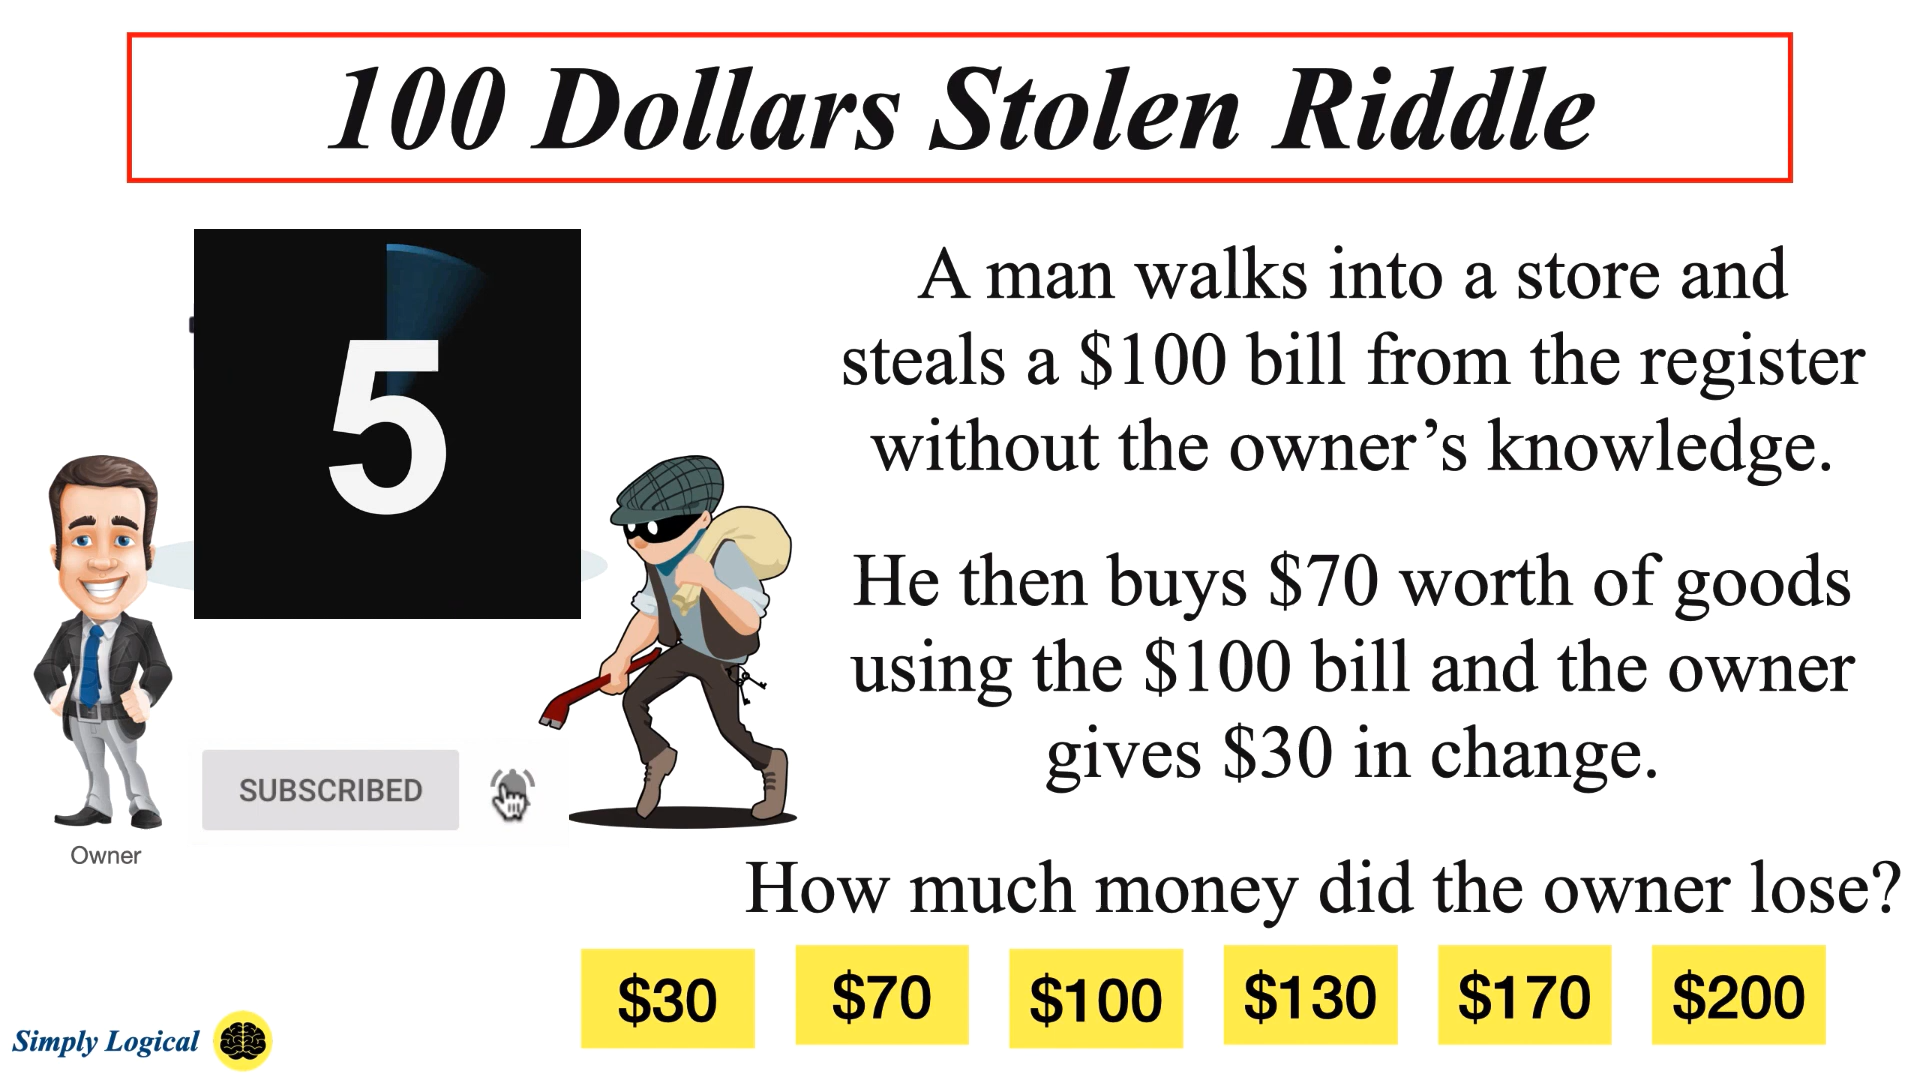 100 Dollars Stolen Riddle
5
A man walks into a store and
steals a $100 bill from the register
without the owner’s knowledge.
He then buys $70 worth of goods
using the $100 bill and the owner
gives $30 in change.
SUBSCRIBED
Owner
How much money did the owner lose?
$30 $70 $100 $130 $170 $200
Simply Logical